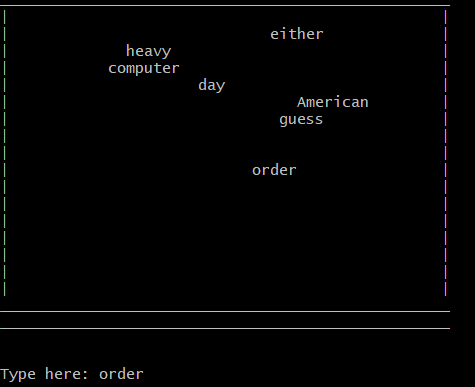 either
heavy
computer
day
American
guess
order
Type here: order